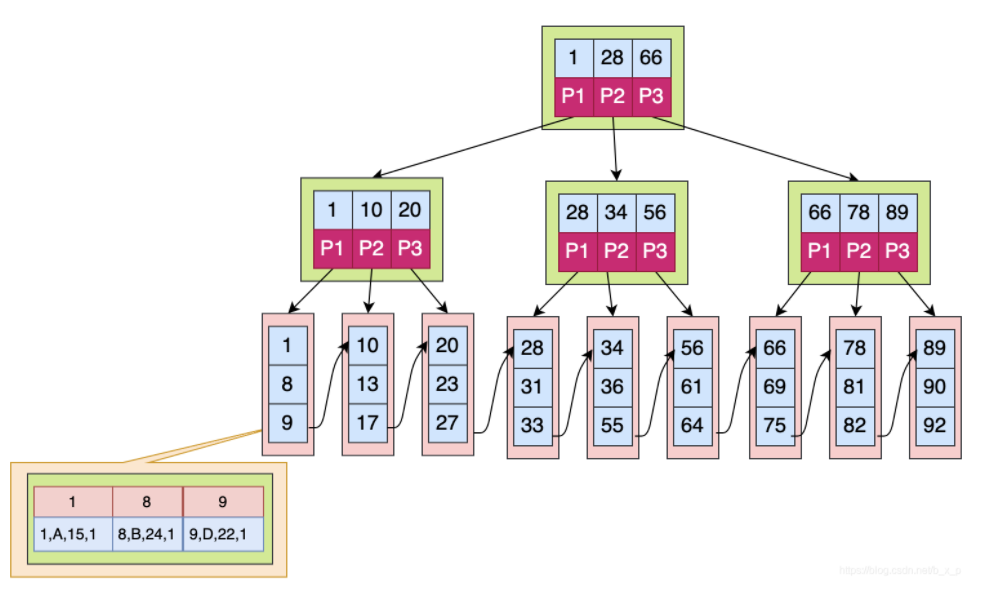 1 28 66
P1 P2 P3
1 10 20
P1 P2 P3
28 34 56
P1 P2 P3
66 78 89
P1 P2 P3
1
8
9
10
13
17
20
23
27
28
31
33
34
36
55
56
61
64
66
69
75
78
81
82
89
90
92
1 8 9
1,A,15,1 8,B,24,1 9,D,22,1
https://blog.csdn.net/b_x_p